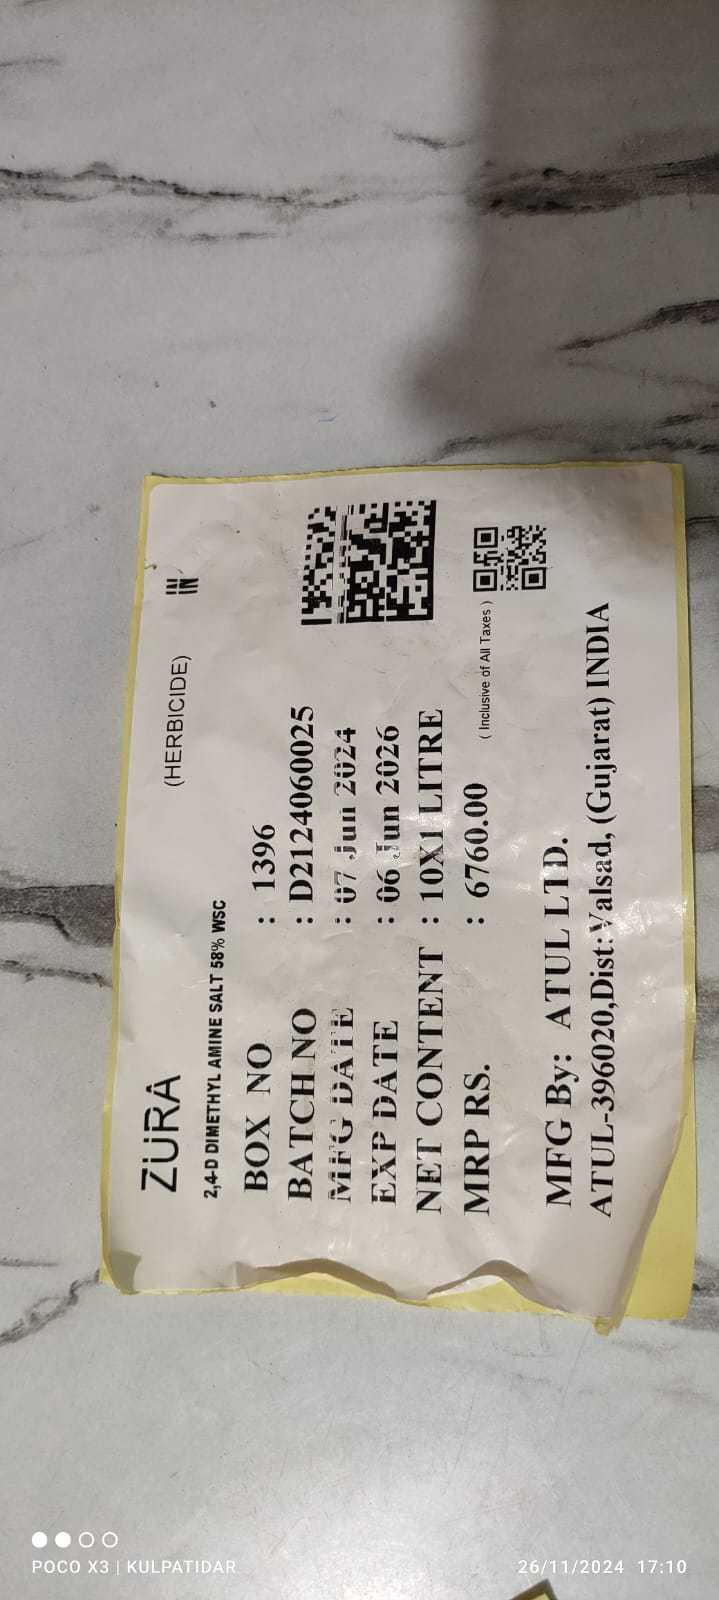 ZÜRA (HERBICIDE)
2,4-D DIMETHYL AMINE SALT 58% WSC
BOX NO : 1396
BATCH NO : D2124060025
MFG DATE : 07 Jun 2024
EXP DATE : 06 Jun 2026
NET CONTENT : 10X1 LITRE
MRP RS. : 6760.00 ( Inclusive of All Taxes )
MFG By: ATUL LTD.
ATUL-396020,Dist:Valsad, (Gujarat) INDIA
POCO X3 | KULPATIDAR
26/11/2024 17:10